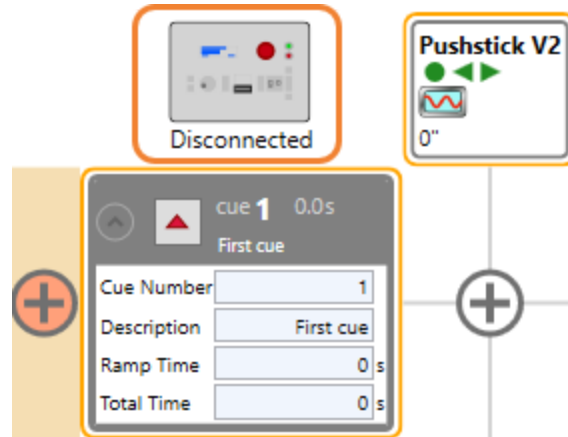 Disconnected
Pushstick V2
0"
cue 1 0.0s
First cue
Cue Number 1
Description First cue
Ramp Time 0 s
Total Time 0 s